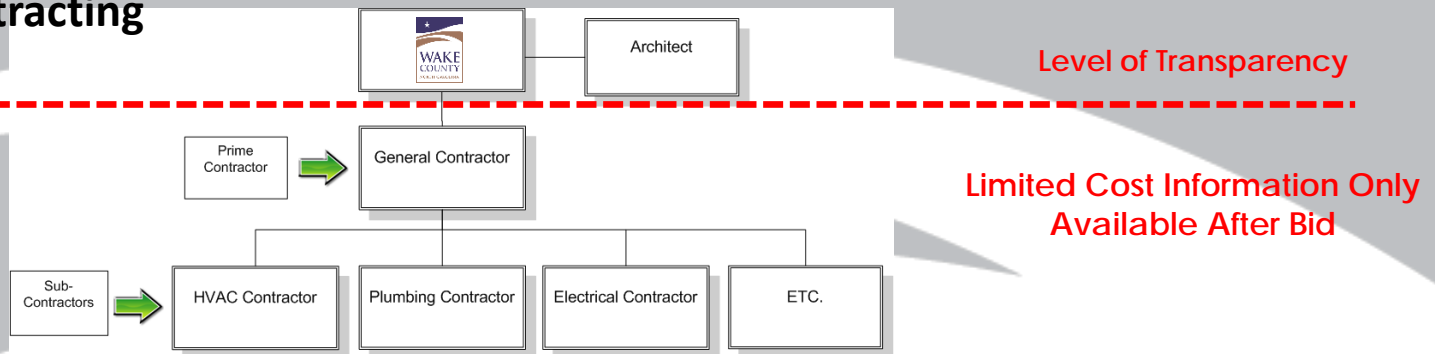 tracting
WAKE
COUNTY
Architect
Level of Transparency
Prime
Contractor
General Contractor
Limited Cost Information Only
Available After Bid
Sub-
Contractors
HVAC Contractor
Plumbing Contractor
Electrical Contractor
ETC.